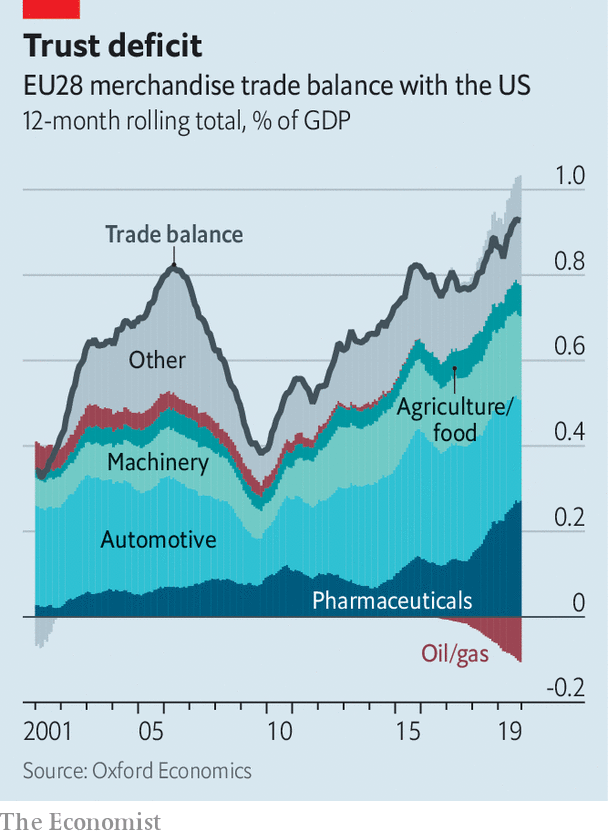 Trust deficit
EU28 merchandise trade balance with the US
12-month rolling total, % of GDP
1.0
Trade balance
0.8
Other
0.6
Agriculture/
food
Machinery
0.4
Automotive
0.2
Pharmaceuticals
0
Oil/gas
-0.2
2001 05 10 15 19
Source: Oxford Economics
The Economist